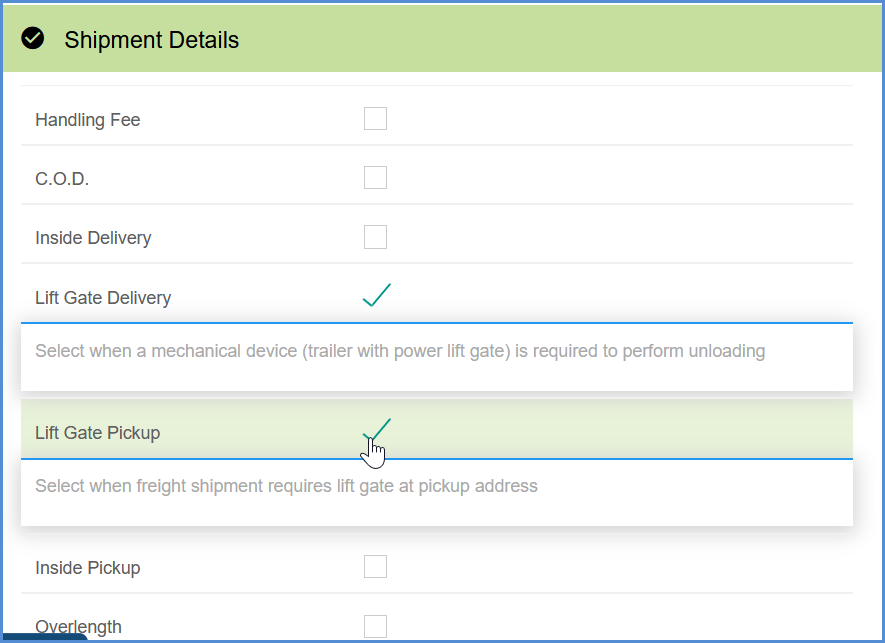 Shipment Details
Handling Fee
C.O.D.
Inside Delivery
Lift Gate Delivery
Select when a mechanical device (trailer with power lift gate) is required to perform unloading
Lift Gate Pickup
Select when freight shipment requires lift gate at pickup address
Inside Pickup
Overlength